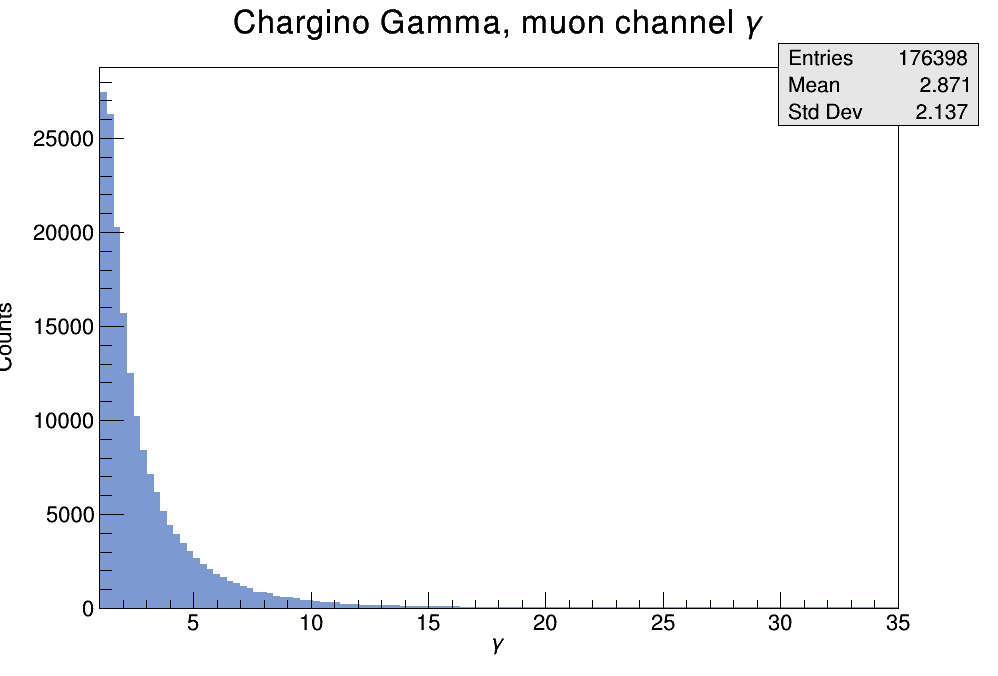 Chargino Gamma, muon channel γ
Entries 176398
Mean 2.871
Std Dev 2.137
25000
20000
15000
10000
5000
0
Counts
5 10 15 20 25 30 35
γ